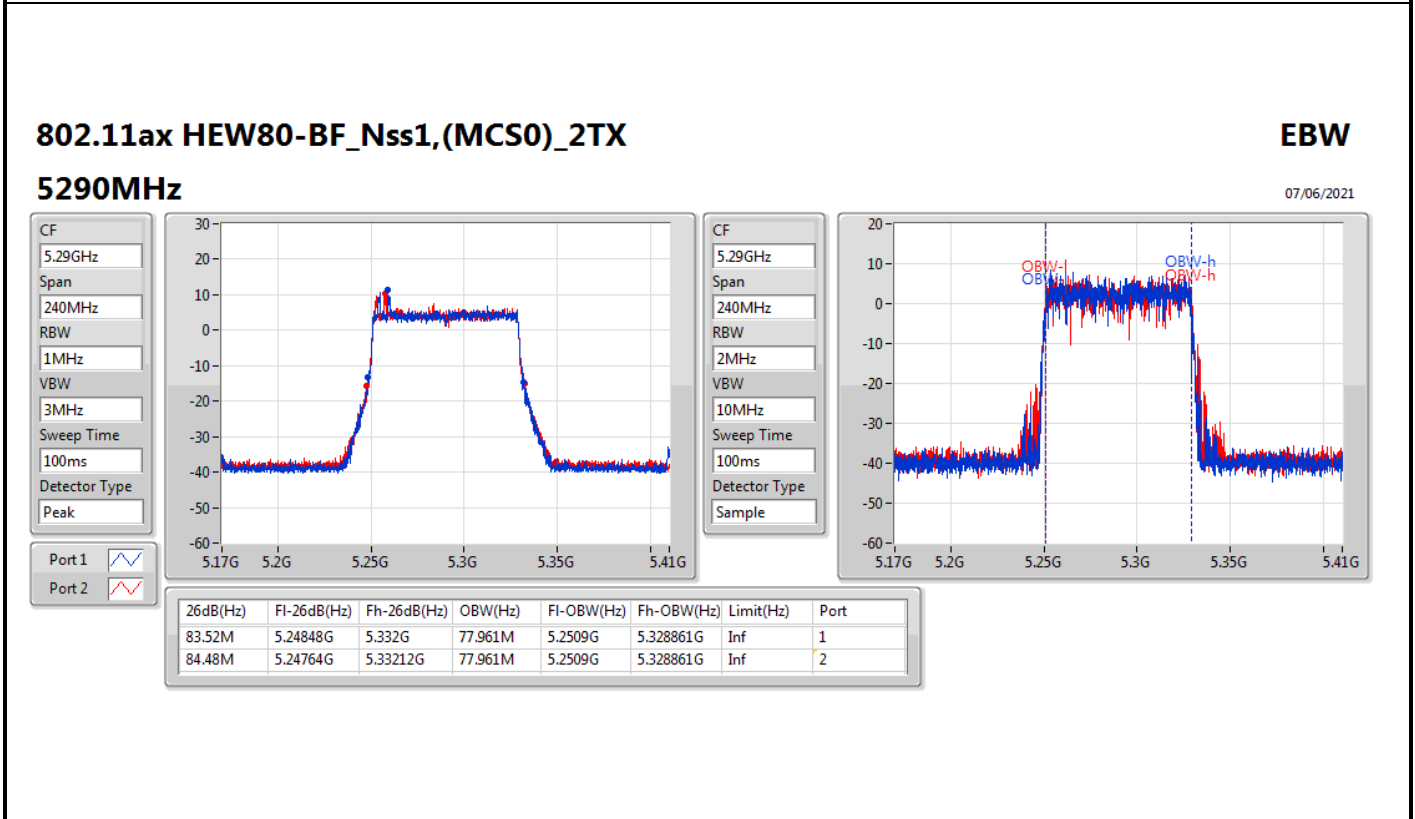 802.11ax HEW80-BF_Nss1,(MCS0)_2TX
EBW
5290MHz
07/06/2021
CF
5.29GHz
Span
240MHz
RBW
1MHz
VBW
3MHz
Sweep Time
100ms
Detector Type
Peak
Port 1
Port 2
30
20
10
0
-10
-20
-30
-40
-50
-60
5.17G 5.2G 5.25G 5.3G 5.35G 5.41G
CF
5.29GHz
Span
240MHz
RBW
2MHz
VBW
10MHz
Sweep Time
100ms
Detector Type
Sample
20
10
0
-10
-20
-30
-40
-50
-60
OBW-l
OBW-h
OBW-h
5.17G 5.2G 5.25G 5.3G 5.35G 5.41G
26dB(Hz) Fl-26dB(Hz) Fh-26dB(Hz) OBW(Hz) Fl-OBW(Hz) Fh-OBW(Hz) Limit(Hz) Port
83.52M 5.24848G 5.332G 77.961M 5.2509G 5.328861G Inf 1
84.48M 5.24764G 5.33212G 77.961M 5.2509G 5.328861G Inf 2